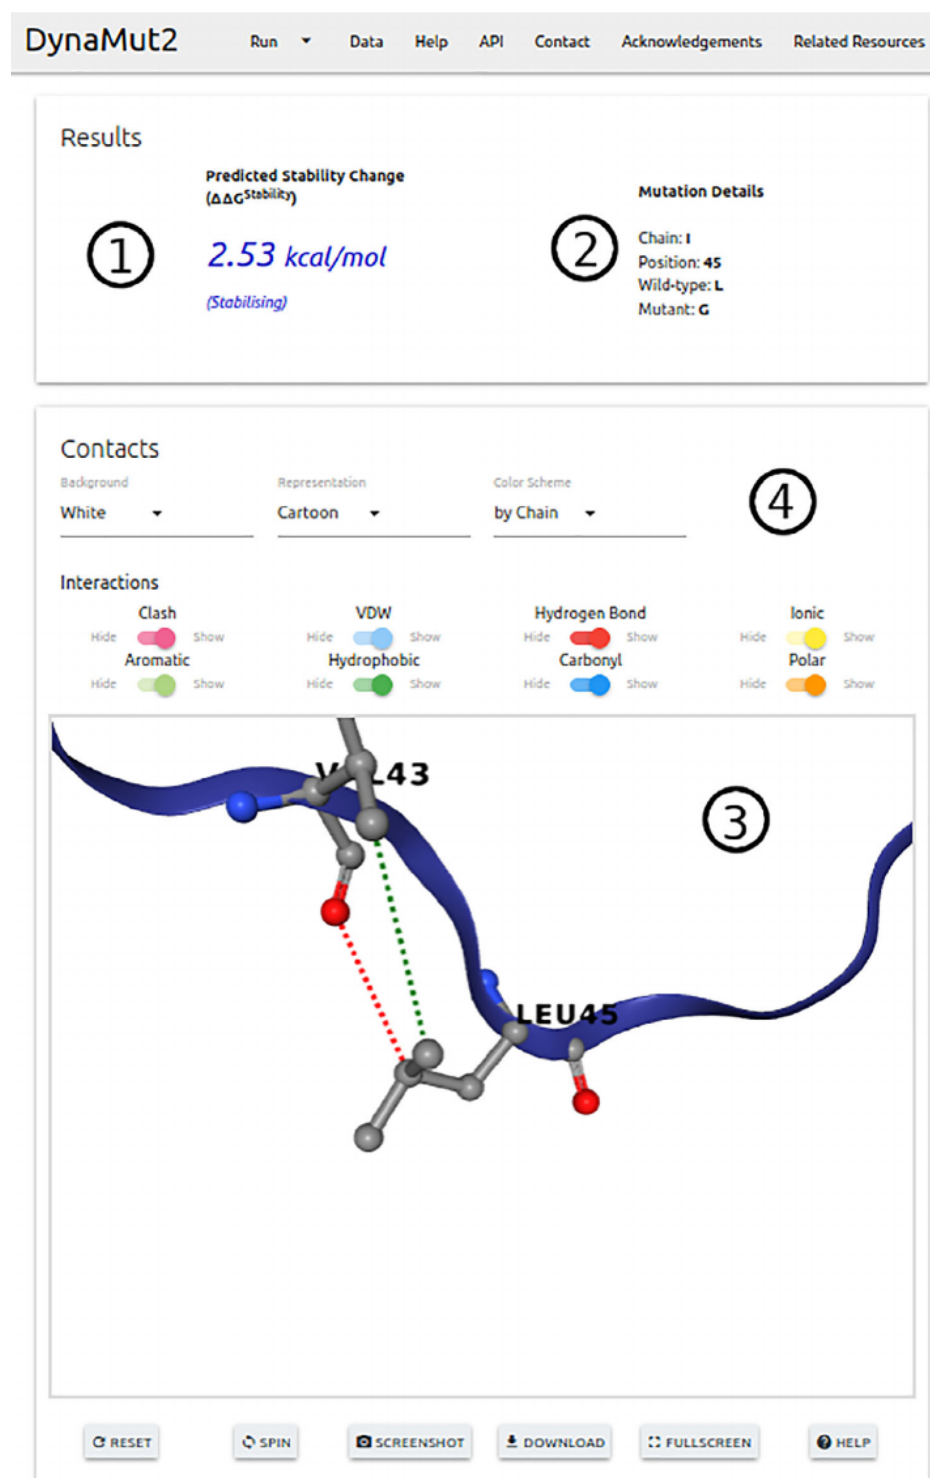 DynaMut2 Run Data Help API Contact Acknowledgements Related Resources
Results
Predicted Stability Change
(ΔΔG^Stability)
1
2.53 kcal/mol
(Stabilising)
2
Mutation Details
Chain: I
Position: 45
Wild-type: L
Mutant: G
Contacts
Background Representation Color Scheme
White Cartoon by Chain
4
Interactions
Clash VDW Hydrogen Bond Ionic
Hide Show Hide Show Hide Show Hide Show
Aromatic Hydrophobic Carbonyl Polar
Hide Show Hide Show Hide Show Hide Show
3
LEU45
RESET SPIN SCREENSHOT DOWNLOAD FULLSCREEN HELP